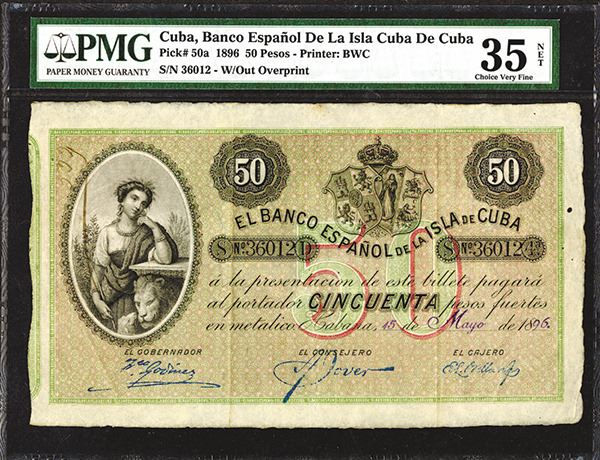 PMG
PAPER MONEY GUARANTY
Cuba, Banco Español De La Isla Cuba De Cuba
Pick# 50a 1896 50 Pesos - Printer: BWC
S/N 36012 - W/Out Overprint
35 NET
Choice Very Fine
50 50
EL BANCO ESPAÑOL DE LA ISLA DE CUBA
S Nº 36012 S Nº 36012
50
á la presentacion de este billete pagará
al portador CINCUENTA pesos fuertes
en metalico Habana, 15 de Mayo de 1896.
EL GOBERNADOR EL CONSEJERO EL CAJERO